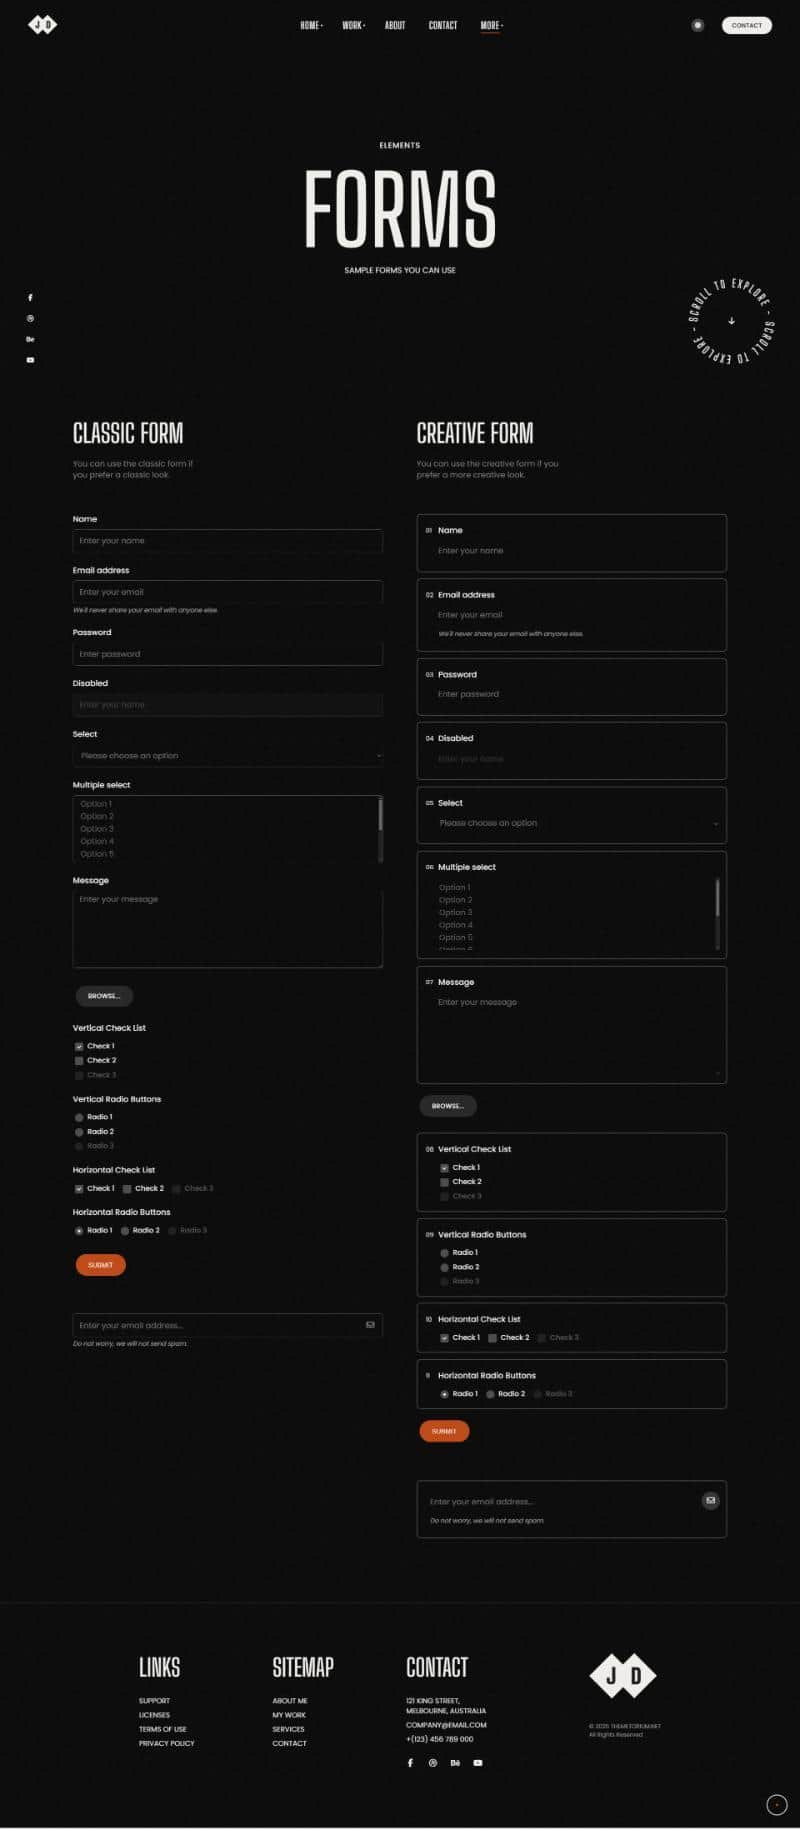 J D
HOME
WORK
ABOUT
CONTACT
MORE
CONTACT
ELEMENTS
FORMS
SAMPLE FORMS YOU CAN USE
SCROLL TO EXPLORE - SCROLL TO EXPLORE -
CLASSIC FORM
You can use the classic form if
you prefer a classic look.
Name
Enter your name
Email address
Enter your email
We'll never share your email with anyone else.
Password
Enter password
Disabled
Enter your name
Select
Please choose an option
Multiple select
Option 1
Option 2
Option 3
Option 4
Option 5
Message
Enter your message
BROWSE...
Vertical Check List
Check 1
Check 2
Check 3
Vertical Radio Buttons
Radio 1
Radio 2
Radio 3
Horizontal Check List
Check 1 Check 2 Check 3
Horizontal Radio Buttons
Radio 1 Radio 2 Radio 3
SUBMIT
Enter your email address...
Do not worry, we will not send spam.
CREATIVE FORM
You can use the creative form if you
prefer a more creative look.
01 Name
Enter your name
02 Email address
Enter your email
We'll never share your email with anyone else.
03 Password
Enter password
04 Disabled
Enter your name
05 Select
Please choose an option
06 Multiple select
Option 1
Option 2
Option 3
Option 4
Option 5
Option 6
07 Message
Enter your message
BROWSE...
08 Vertical Check List
Check 1
Check 2
Check 3
09 Vertical Radio Buttons
Radio 1
Radio 2
Radio 3
10 Horizontal Check List
Check 1 Check 2 Check 3
Horizontal Radio Buttons
Radio 1 Radio 2 Radio 3
SUBMIT
Enter your email address...
Do not worry, we will not send spam.
LINKS
SUPPORT
LICENSES
TERMS OF USE
PRIVACY POLICY
SITEMAP
ABOUT ME
MY WORK
SERVICES
CONTACT
CONTACT
121 KING STREET,
MELBOURNE, AUSTRALIA
COMPANY@EMAIL.COM
+(123) 456 789 000
Bē
J D
© 2025 THEMETORIUM.NET
All Rights Reserved